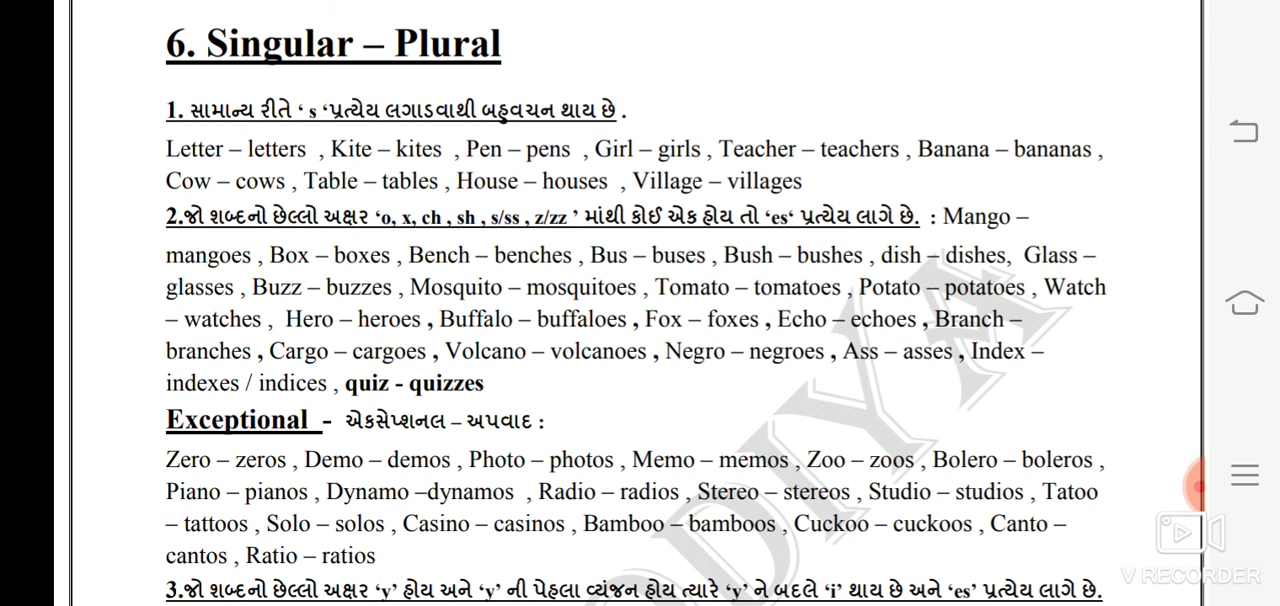 6. Singular – Plural
1. સામાન્ય રીતે ‘ s ‘પ્રત્યેય લગાડવાથી બહુવચન થાય છે .
Letter – letters , Kite – kites , Pen – pens , Girl – girls , Teacher – teachers , Banana – bananas ,
Cow – cows , Table – tables , House – houses , Village – villages
2.જો શબ્દનો છેલ્લો અક્ષર ‘o, x, ch , sh , s/ss , z/zz ’ માંથી કોઈ એક હોય તો ‘es‘ પ્રત્યેય લાગે છે. : Mango –
mangoes , Box – boxes , Bench – benches , Bus – buses , Bush – bushes , dish – dishes, Glass –
glasses , Buzz – buzzes , Mosquito – mosquitoes , Tomato – tomatoes , Potato – potatoes , Watch
– watches , Hero – heroes , Buffalo – buffaloes , Fox – foxes , Echo – echoes , Branch –
branches , Cargo – cargoes , Volcano – volcanoes , Negro – negroes , Ass – asses , Index –
indexes / indices , quiz - quizzes
Exceptional - એકસેપ્શનલ – અપવાદ :
Zero – zeros , Demo – demos , Photo – photos , Memo – memos , Zoo – zoos , Bolero – boleros ,
Piano – pianos , Dynamo –dynamos , Radio – radios , Stereo – stereos , Studio – studios , Tatoo
– tattoos , Solo – solos , Casino – casinos , Bamboo – bamboos , Cuckoo – cuckoos , Canto –
cantos , Ratio – ratios
3.જો શબ્દનો છેલ્લો અક્ષર ‘y’ હોય અને ‘y’ ની પેહલા વ્યંજન હોય ત્યારે ‘y’ ને બદલે ‘i’ થાય છે અને ‘es’ પ્રત્યેય લાગે છે.
V RECORDER